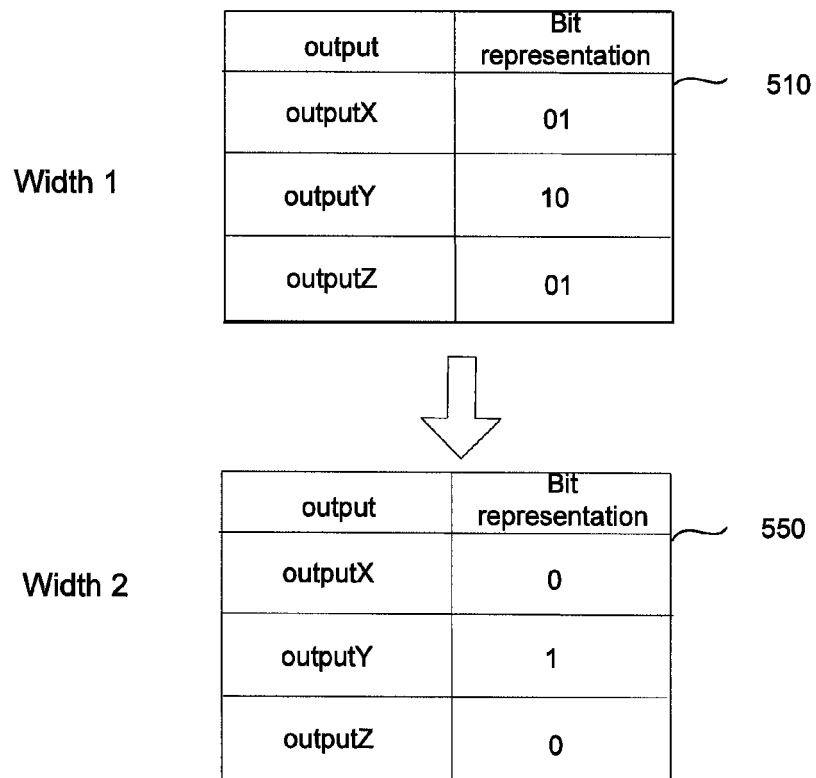 output Bit representation
510
outputX 01
Width 1
outputY 10
outputZ 01
output Bit representation
550
outputX 0
Width 2
outputY 1
outputZ 0